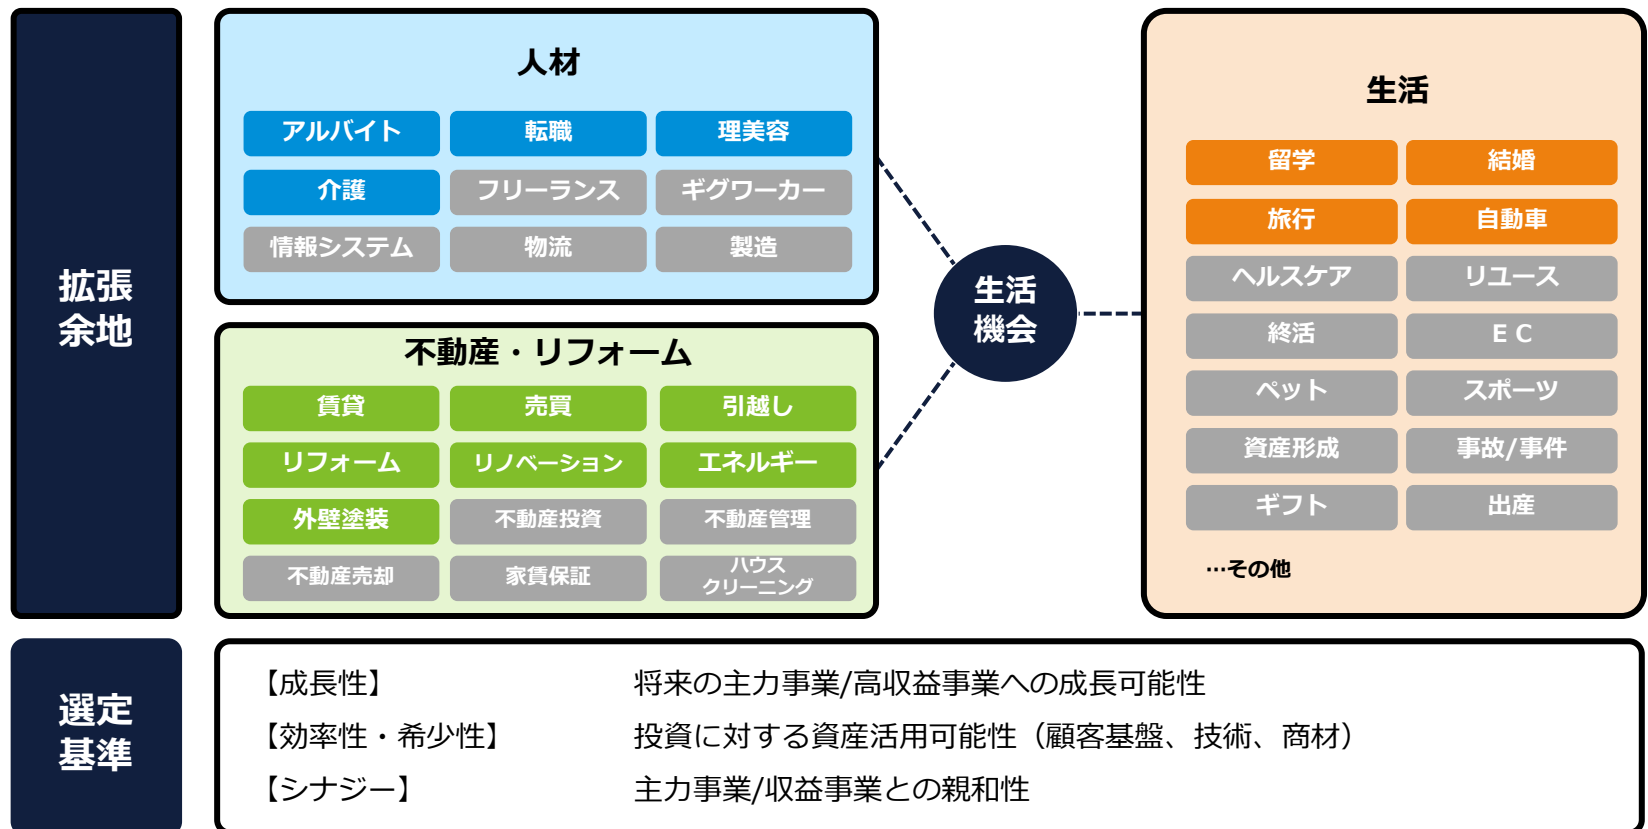 拡張
余地
人材
アルバイト
転職
理美容
介護
フリーランス
ギグワーカー
情報システム
物流
製造
不動産・リフォーム
賃貸
売買
引越し
リフォーム
リノベーション
エネルギー
外壁塗装
不動産投資
不動産管理
不動産売却
家賃保証
ハウス
クリーニング
生活
機会
生活
留学
結婚
旅行
自動車
ヘルスケア
リユース
終活
ＥＣ
ペット
スポーツ
資産形成
事故/事件
ギフト
出産
…その他
選定
基準
【成長性】 将来の主力事業/高収益事業への成長可能性
【効率性・希少性】 投資に対する資産活用可能性（顧客基盤、技術、商材）
【シナジー】 主力事業/収益事業との親和性